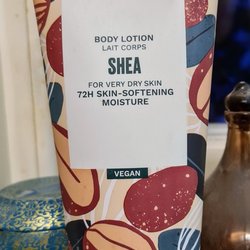 BODY LOTION
LAIT CORPS
SHEA
FOR VERY DRY SKIN
72H SKIN-SOFTENING
MOISTURE
VEGAN